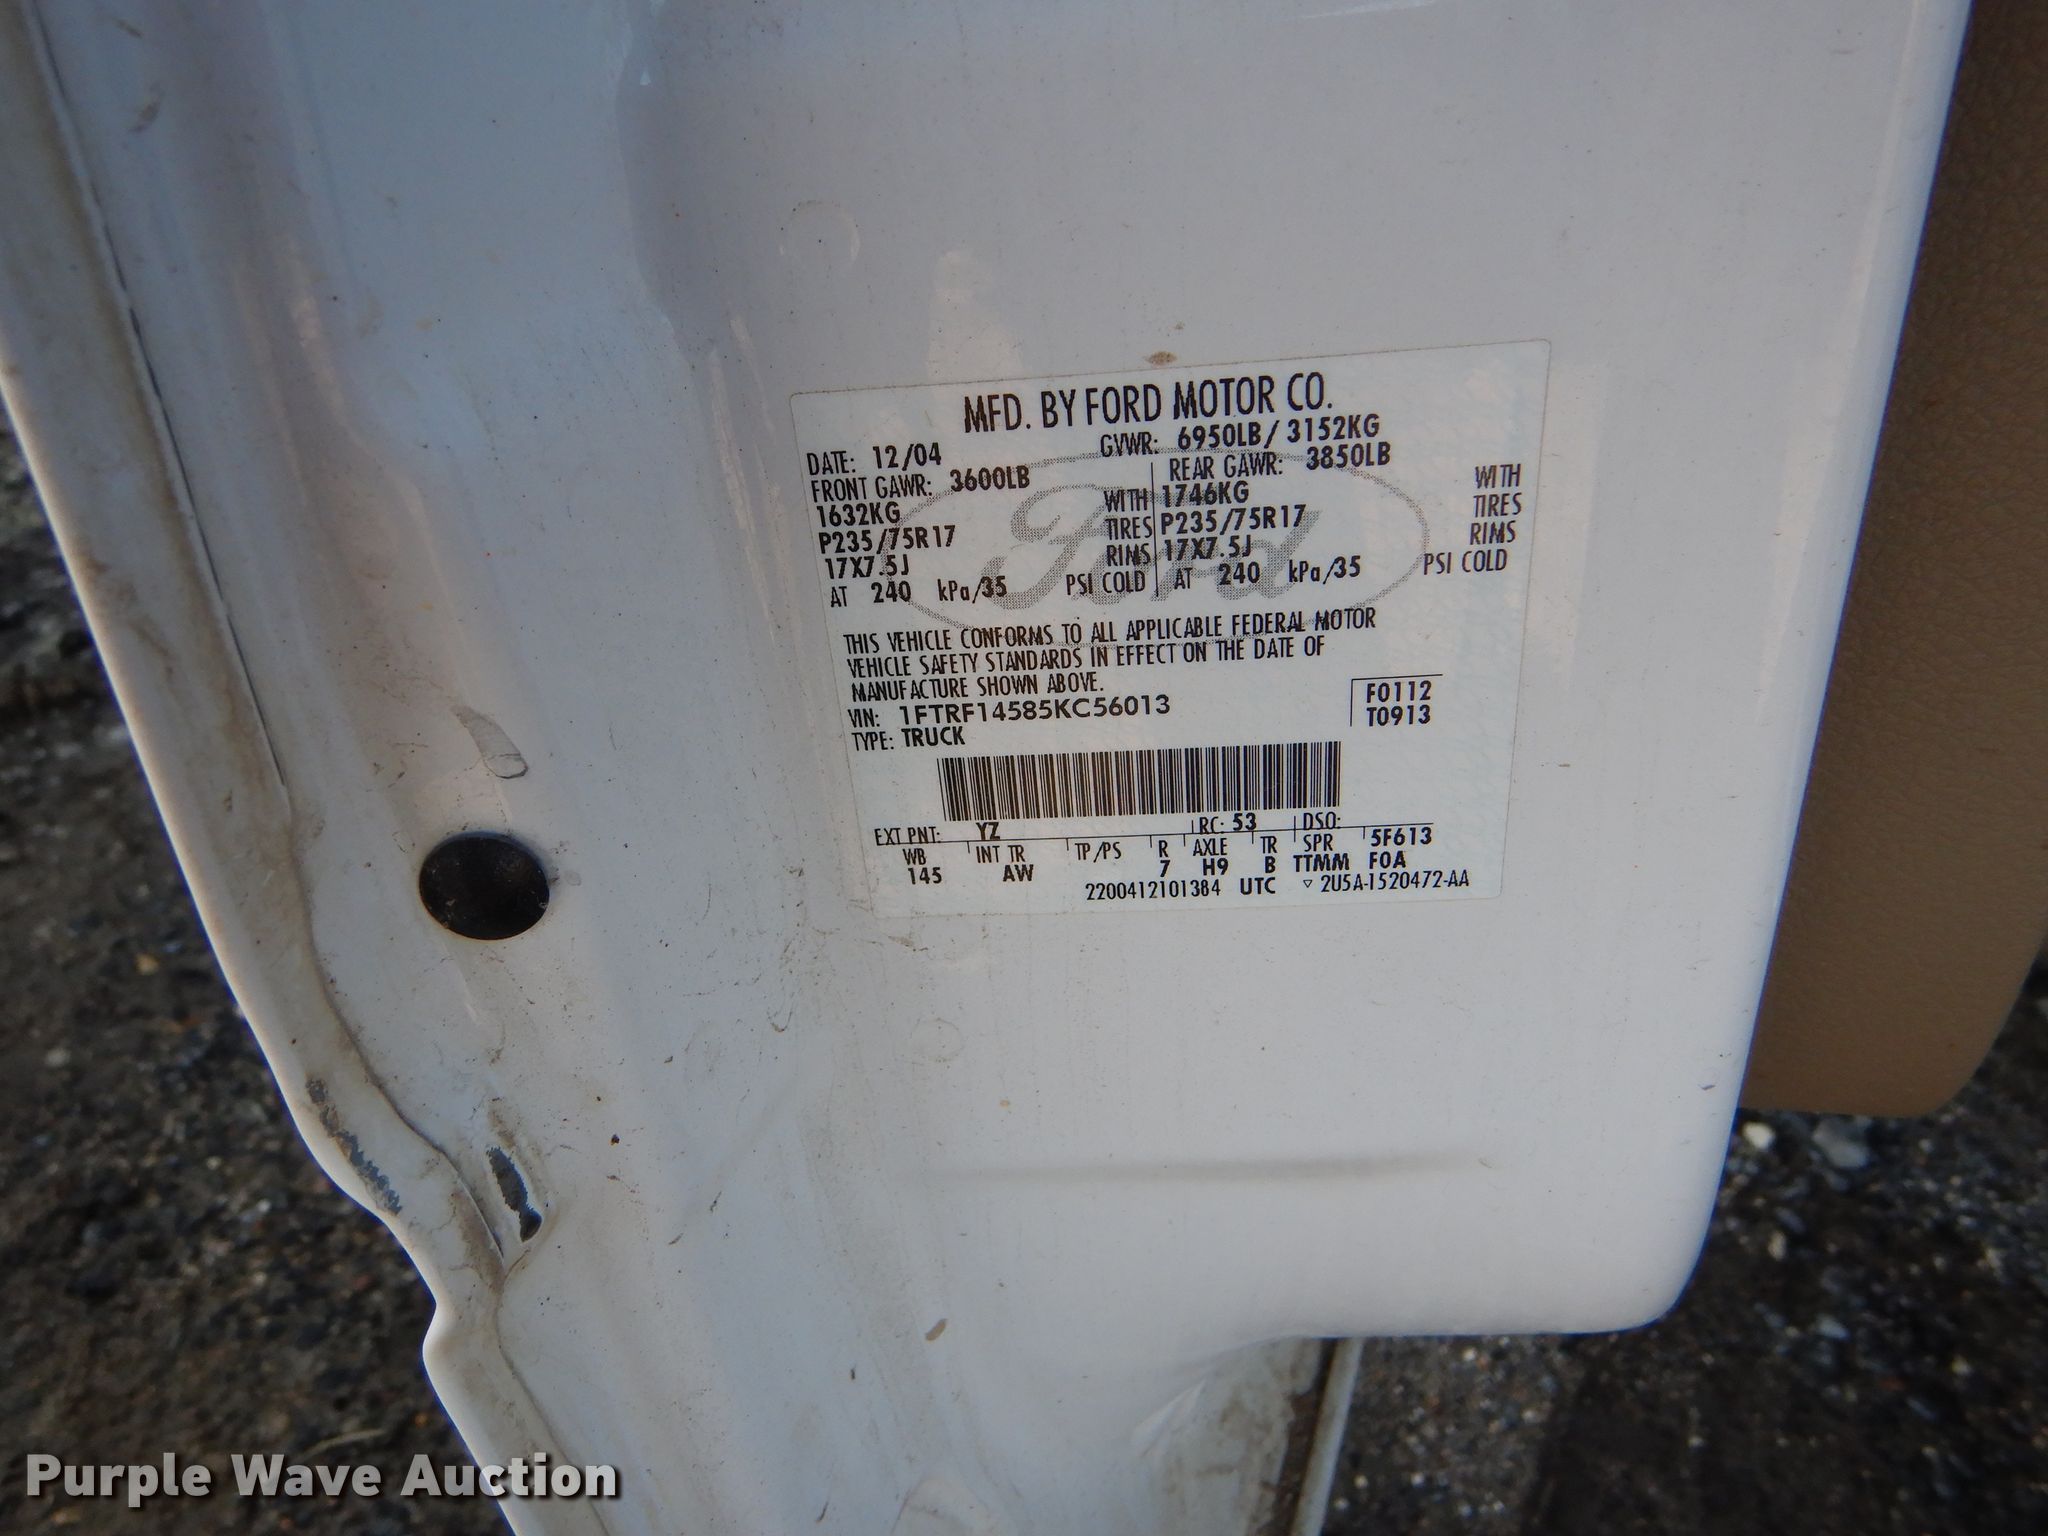 MFD. BY FORD MOTOR CO.
DATE: 12/04 GVWR: 6950LB / 3152KG
FRONT GAWR: 3600LB REAR GAWR: 3850LB
1632KG WITH 1746KG WITH
P235/75R17 TIRES P235/75R17 TIRES
17X7.5J RIMS 17X7.5J RIMS
AT 240 kPa/35 PSI COLD AT 240 kPa/35 PSI COLD
Ford
THIS VEHICLE CONFORMS TO ALL APPLICABLE FEDERAL MOTOR
VEHICLE SAFETY STANDARDS IN EFFECT ON THE DATE OF
MANUFACTURE SHOWN ABOVE.
VIN: 1FTRF14585KC56013 F0112
TYPE: TRUCK T0913
EXT PNT: YZ RC: 53 DSO:
WB INT TR TP/PS R AXLE TR SPR 5F613
145 AW 7 H9 B TTMM F0A
2200412101384 UTC ▽ 2U5A-1520472-AA
Purple Wave Auction